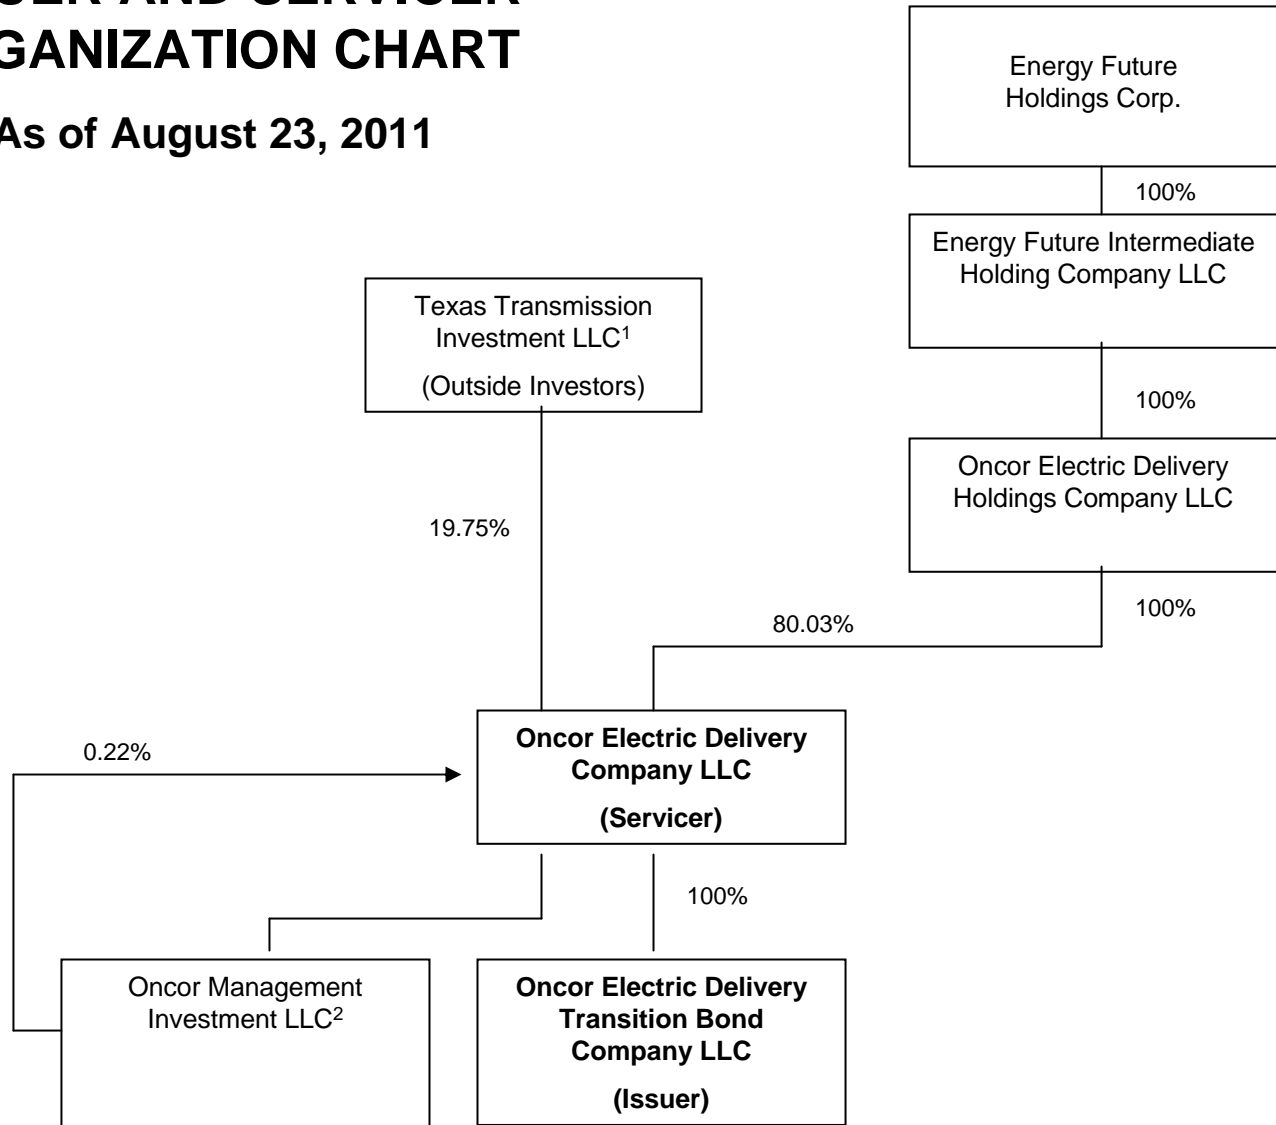 GANIZATION CHART
As of August 23, 2011
Energy Future
Holdings Corp.
100%
Energy Future Intermediate
Holding Company LLC
Texas Transmission
Investment LLC1
(Outside Investors)
100%
Oncor Electric Delivery
Holdings Company LLC
19.75%
100%
80.03%
Oncor Electric Delivery
Company LLC
(Servicer)
0.22%
100%
Oncor Management
Investment LLC2
Oncor Electric Delivery
Transition Bond
Company LLC
(Issuer)